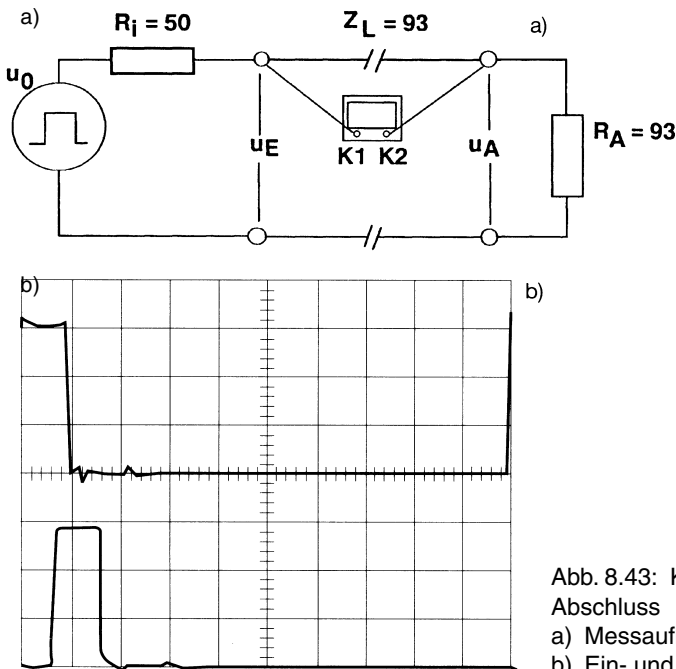 a)
R_i = 50
Z_L = 93
a)
u_0
u_E
K1 K2
u_A
R_A = 93
b)
b)
Abb. 8.43:
Abschluss
a) Messauf
b) Ein- und